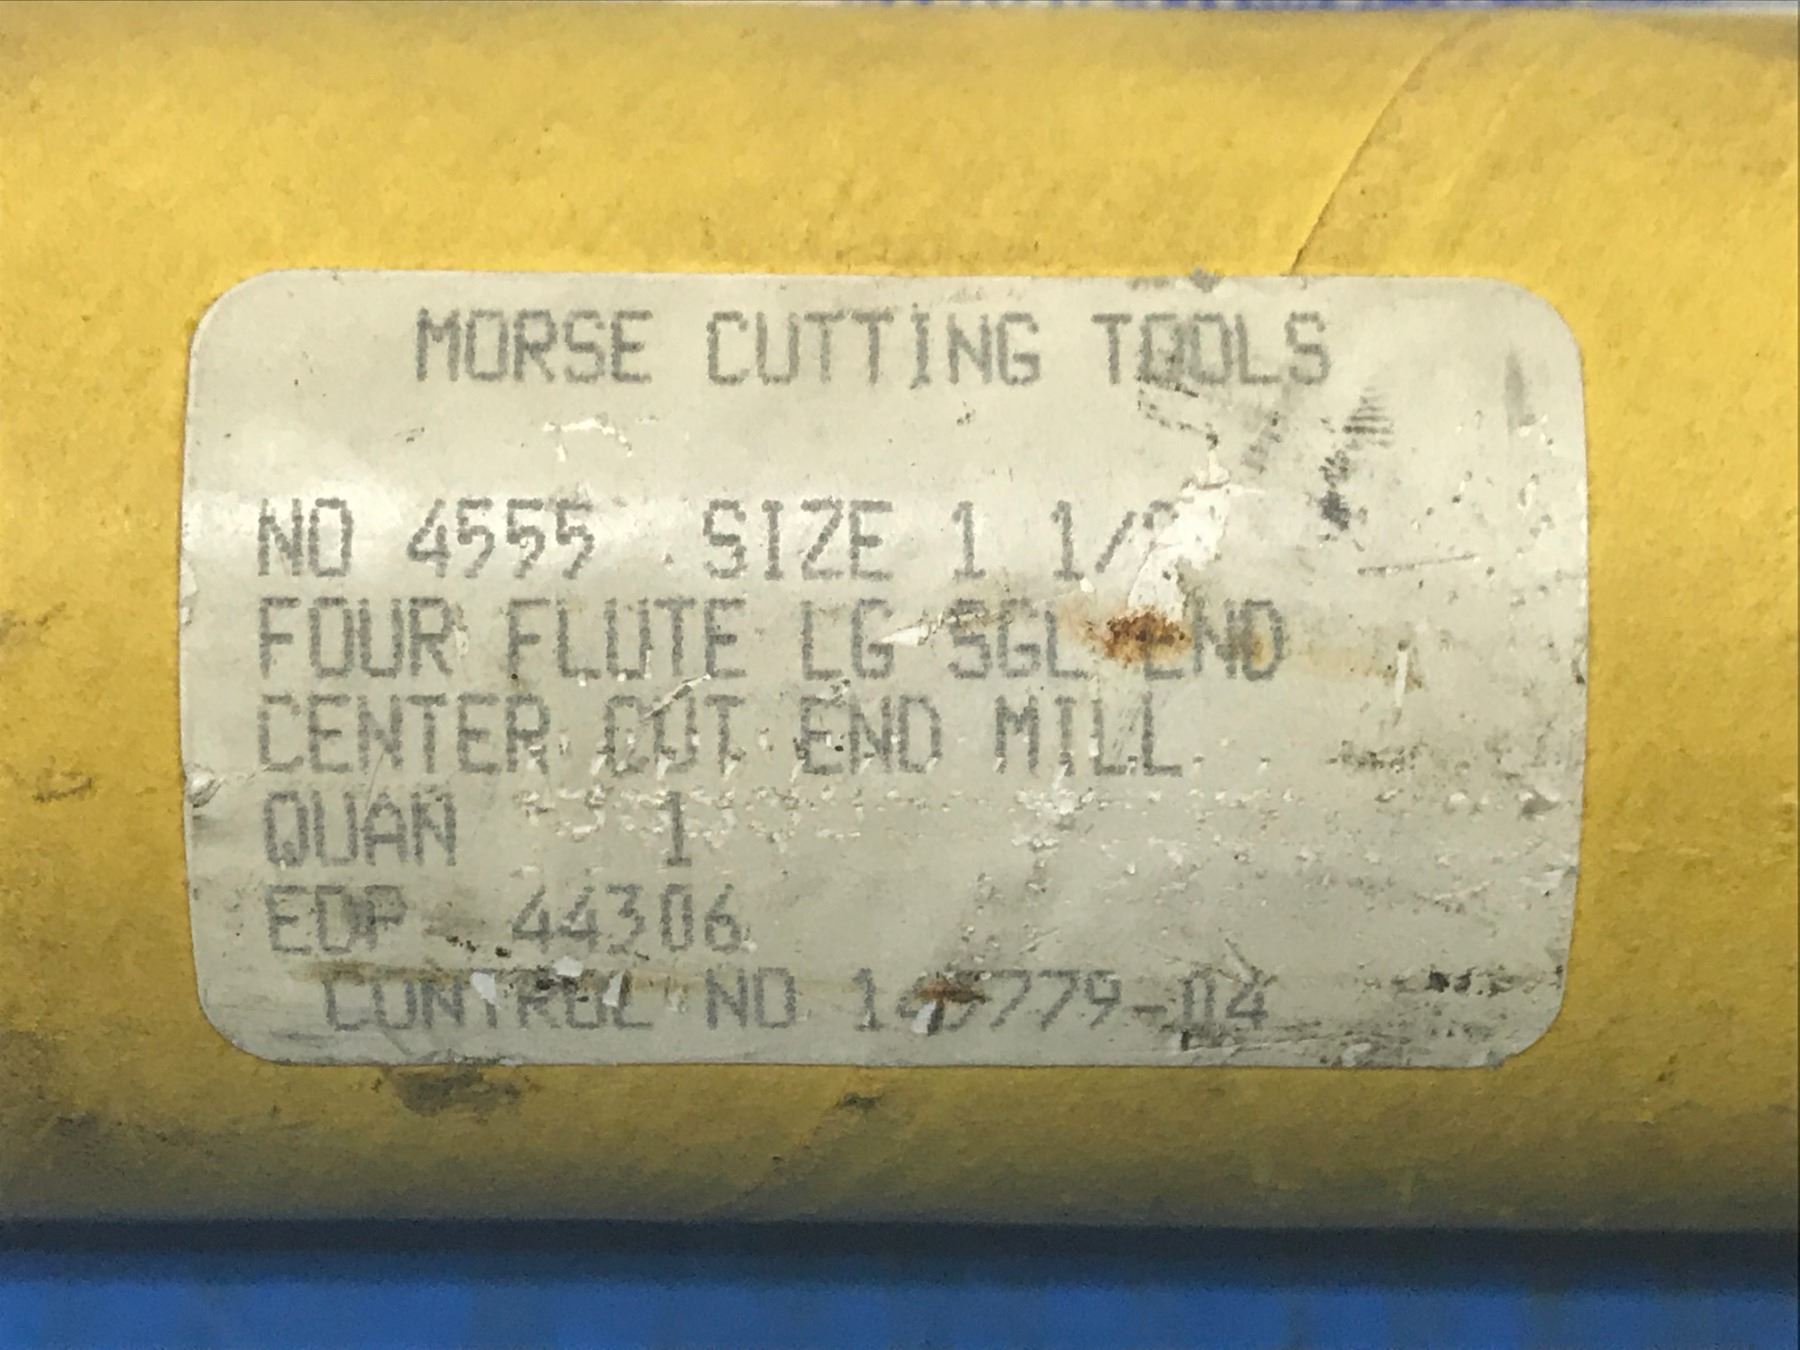 MORSE CUTTING TOOLS
NO 4555 SIZE 1
FOUR FLUTE LG SGL END
CENTER CUT END MILL
QUAN 1
EDP 44306
CONTROL NO